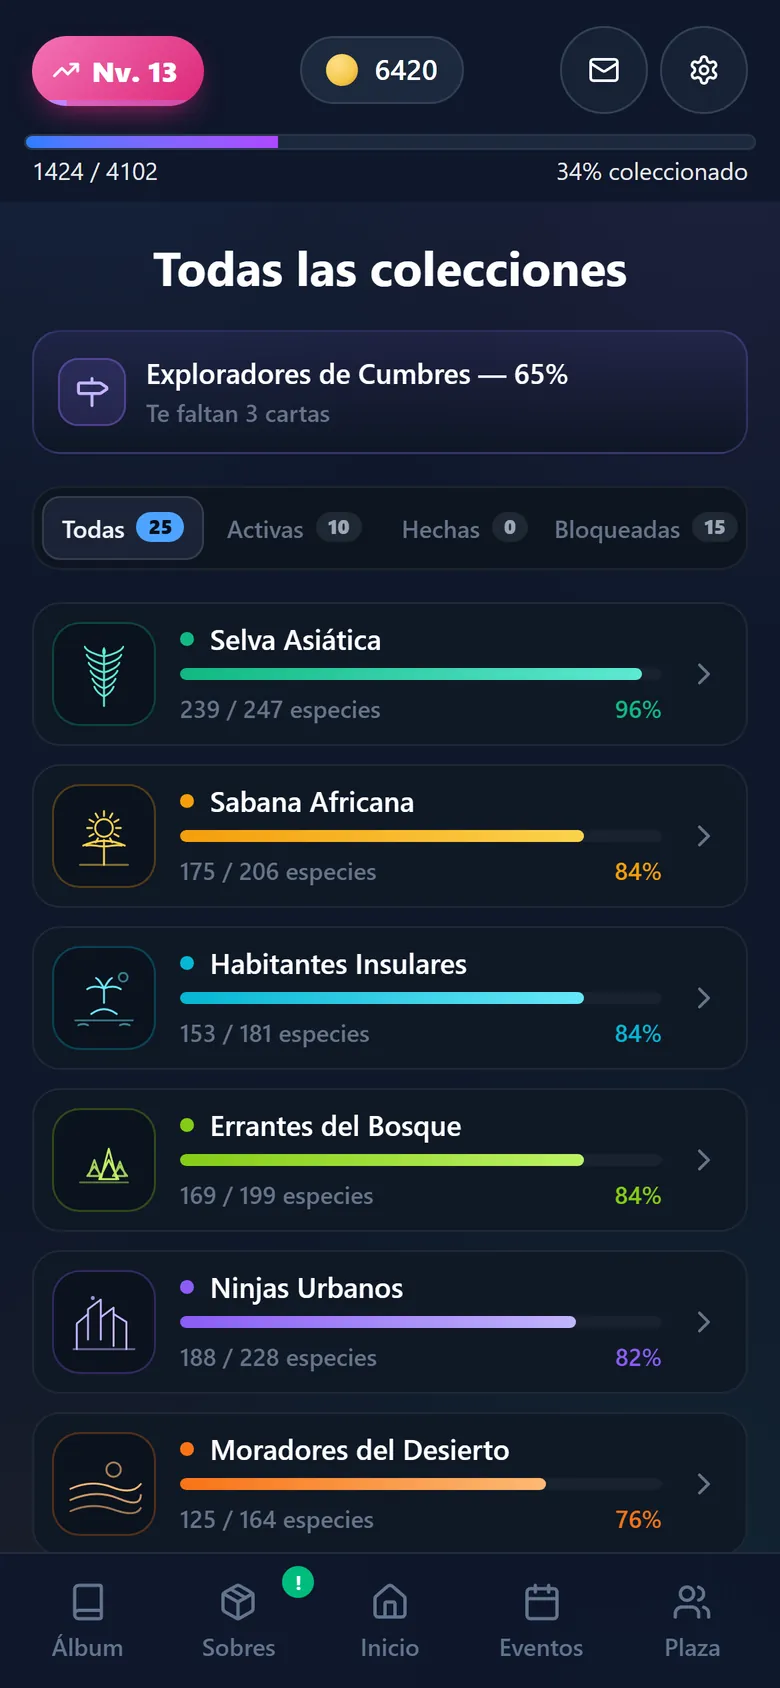 Nv. 13
6420
1424 / 4102
34% coleccionado
Todas las colecciones
Exploradores de Cumbres — 65%
Te faltan 3 cartas
Todas 25
Activas 10
Hechas 0
Bloqueadas 15
Selva Asiática
239 / 247 especies
96%
Sabana Africana
175 / 206 especies
84%
Habitantes Insulares
153 / 181 especies
84%
Errantes del Bosque
169 / 199 especies
84%
Ninjas Urbanos
188 / 228 especies
82%
Moradores del Desierto
125 / 164 especies
76%
!
Álbum
Sobres
Inicio
Eventos
Plaza